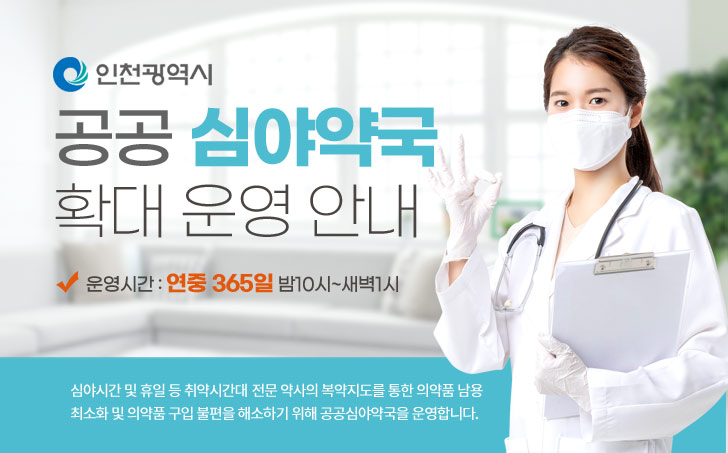 인천광역시
공공 심야약국
확대 운영 안내
운영시간 : 연중 365일 밤10시~새벽1시
심야시간 및 휴일 등 취약시간대 전문 약사의 복약지도를 통한 의약품 남용
최소화 및 의약품 구입 불편을 해소하기 위해 공공심야약국을 운영합니다.